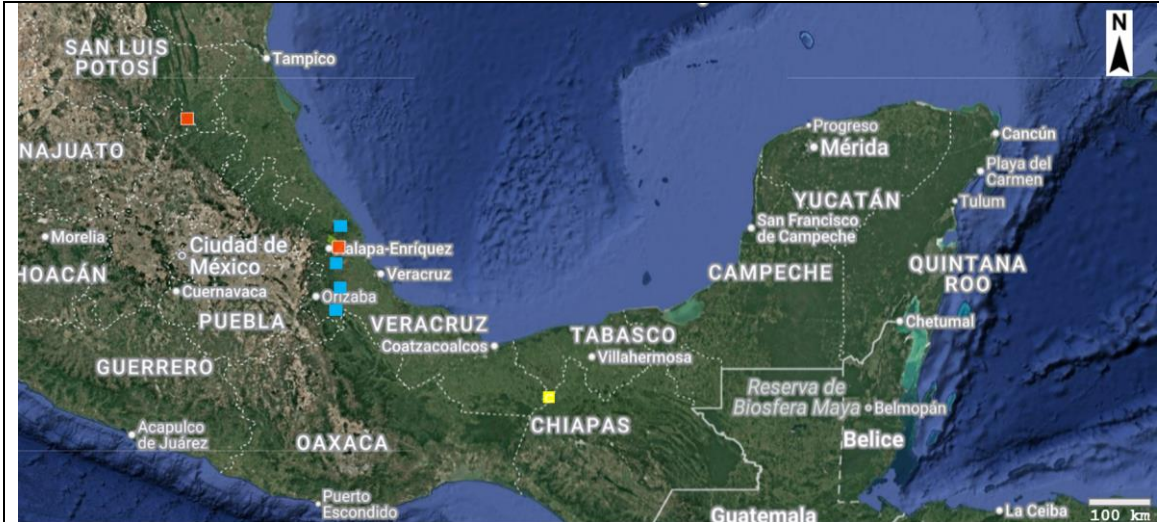 N
SAN LUIS
POTOSÍ
Tampico
NAJUATO
Progreso
Mérida
Cancún
Playa del
Carmen
YUCATÁN
Tulum
Morelia
Ciudad de
México
Xalapa-Enríquez
San Francisco
de Campeche
HOACÁN
Veracruz
CAMPECHE
QUINTANA
ROO
Cuernavaca
Orizaba
PUEBLA
VERACRUZ
TABASCO
Chetumal
Coatzacoalcos
Villahermosa
GUERRERO
Reserva de
Biosfera Maya
Belmopán
CHIAPAS
Acapulco
de Juárez
OAXACA
Belice
Puerto
Escondido
Guatemala
La Ceiba
100 km